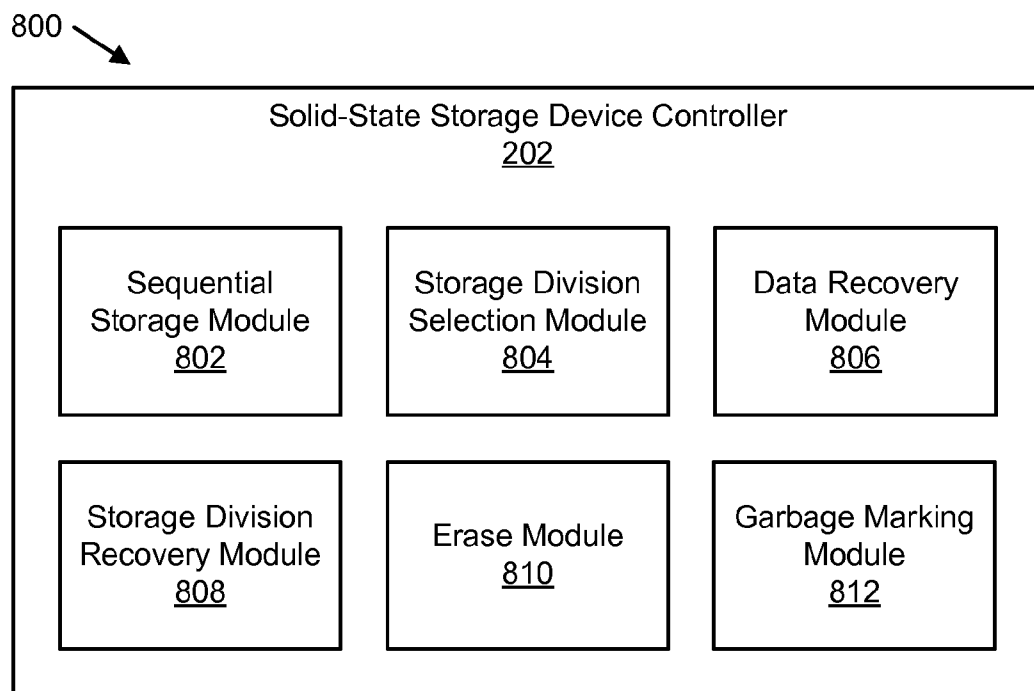 800
Solid-State Storage Device Controller
202
Sequential
Storage Module
802
Storage Division
Selection Module
804
Data Recovery
Module
806
Storage Division
Recovery Module
808
Erase Module
810
Garbage Marking
Module
812